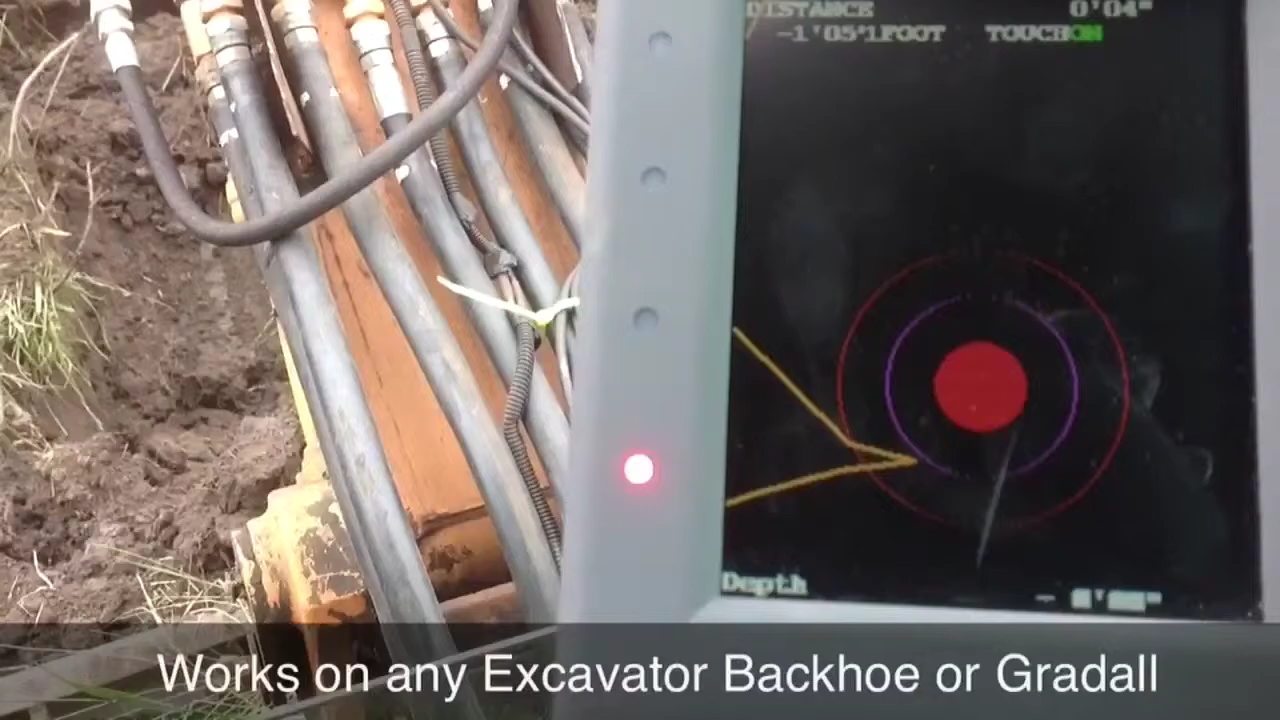 DISTANCE 0'04"
-1'05"1FOOT TOUCHON
Depth
Works on any Excavator Backhoe or Gradall